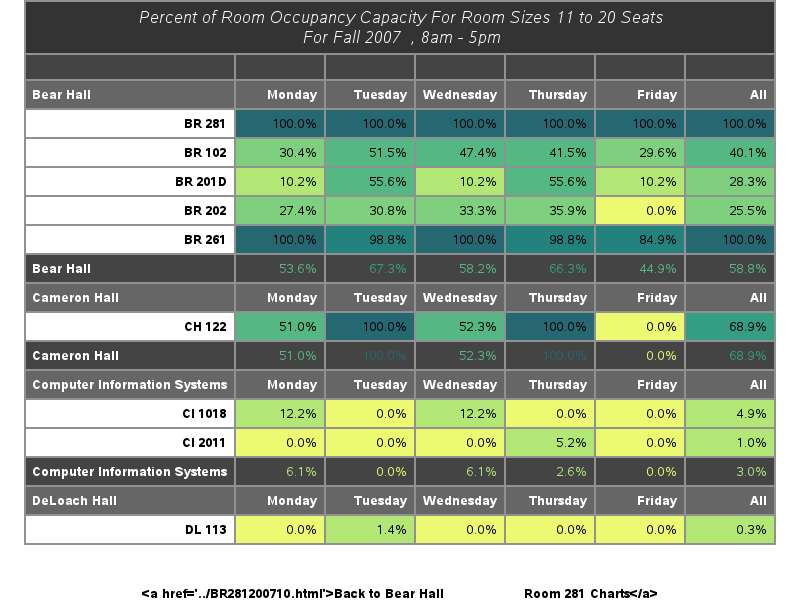 Percent of Room Occupancy Capacity For Room Sizes 11 to 20 Seats
For Fall 2007 , 8am - 5pm
Bear Hall Monday Tuesday Wednesday Thursday Friday All
BR 281 100.0% 100.0% 100.0% 100.0% 100.0% 100.0%
BR 102 30.4% 51.5% 47.4% 41.5% 29.6% 40.1%
BR 201D 10.2% 55.6% 10.2% 55.6% 10.2% 28.3%
BR 202 27.4% 30.8% 33.3% 35.9% 0.0% 25.5%
BR 261 100.0% 98.8% 100.0% 98.8% 84.9% 100.0%
Bear Hall 53.6% 67.3% 58.2% 66.3% 44.9% 58.8%
Cameron Hall Monday Tuesday Wednesday Thursday Friday All
CH 122 51.0% 100.0% 52.3% 100.0% 0.0% 68.9%
Cameron Hall 51.0% 100.0% 52.3% 100.0% 0.0% 68.9%
Computer Information Systems Monday Tuesday Wednesday Thursday Friday All
CI 1018 12.2% 0.0% 12.2% 0.0% 0.0% 4.9%
CI 2011 0.0% 0.0% 0.0% 5.2% 0.0% 1.0%
Computer Information Systems 6.1% 0.0% 6.1% 2.6% 0.0% 3.0%
DeLoach Hall Monday Tuesday Wednesday Thursday Friday All
DL 113 0.0% 1.4% 0.0% 0.0% 0.0% 0.3%
<a href='../BR281200710.html'>Back to Bear Hall Room 281 Charts</a>